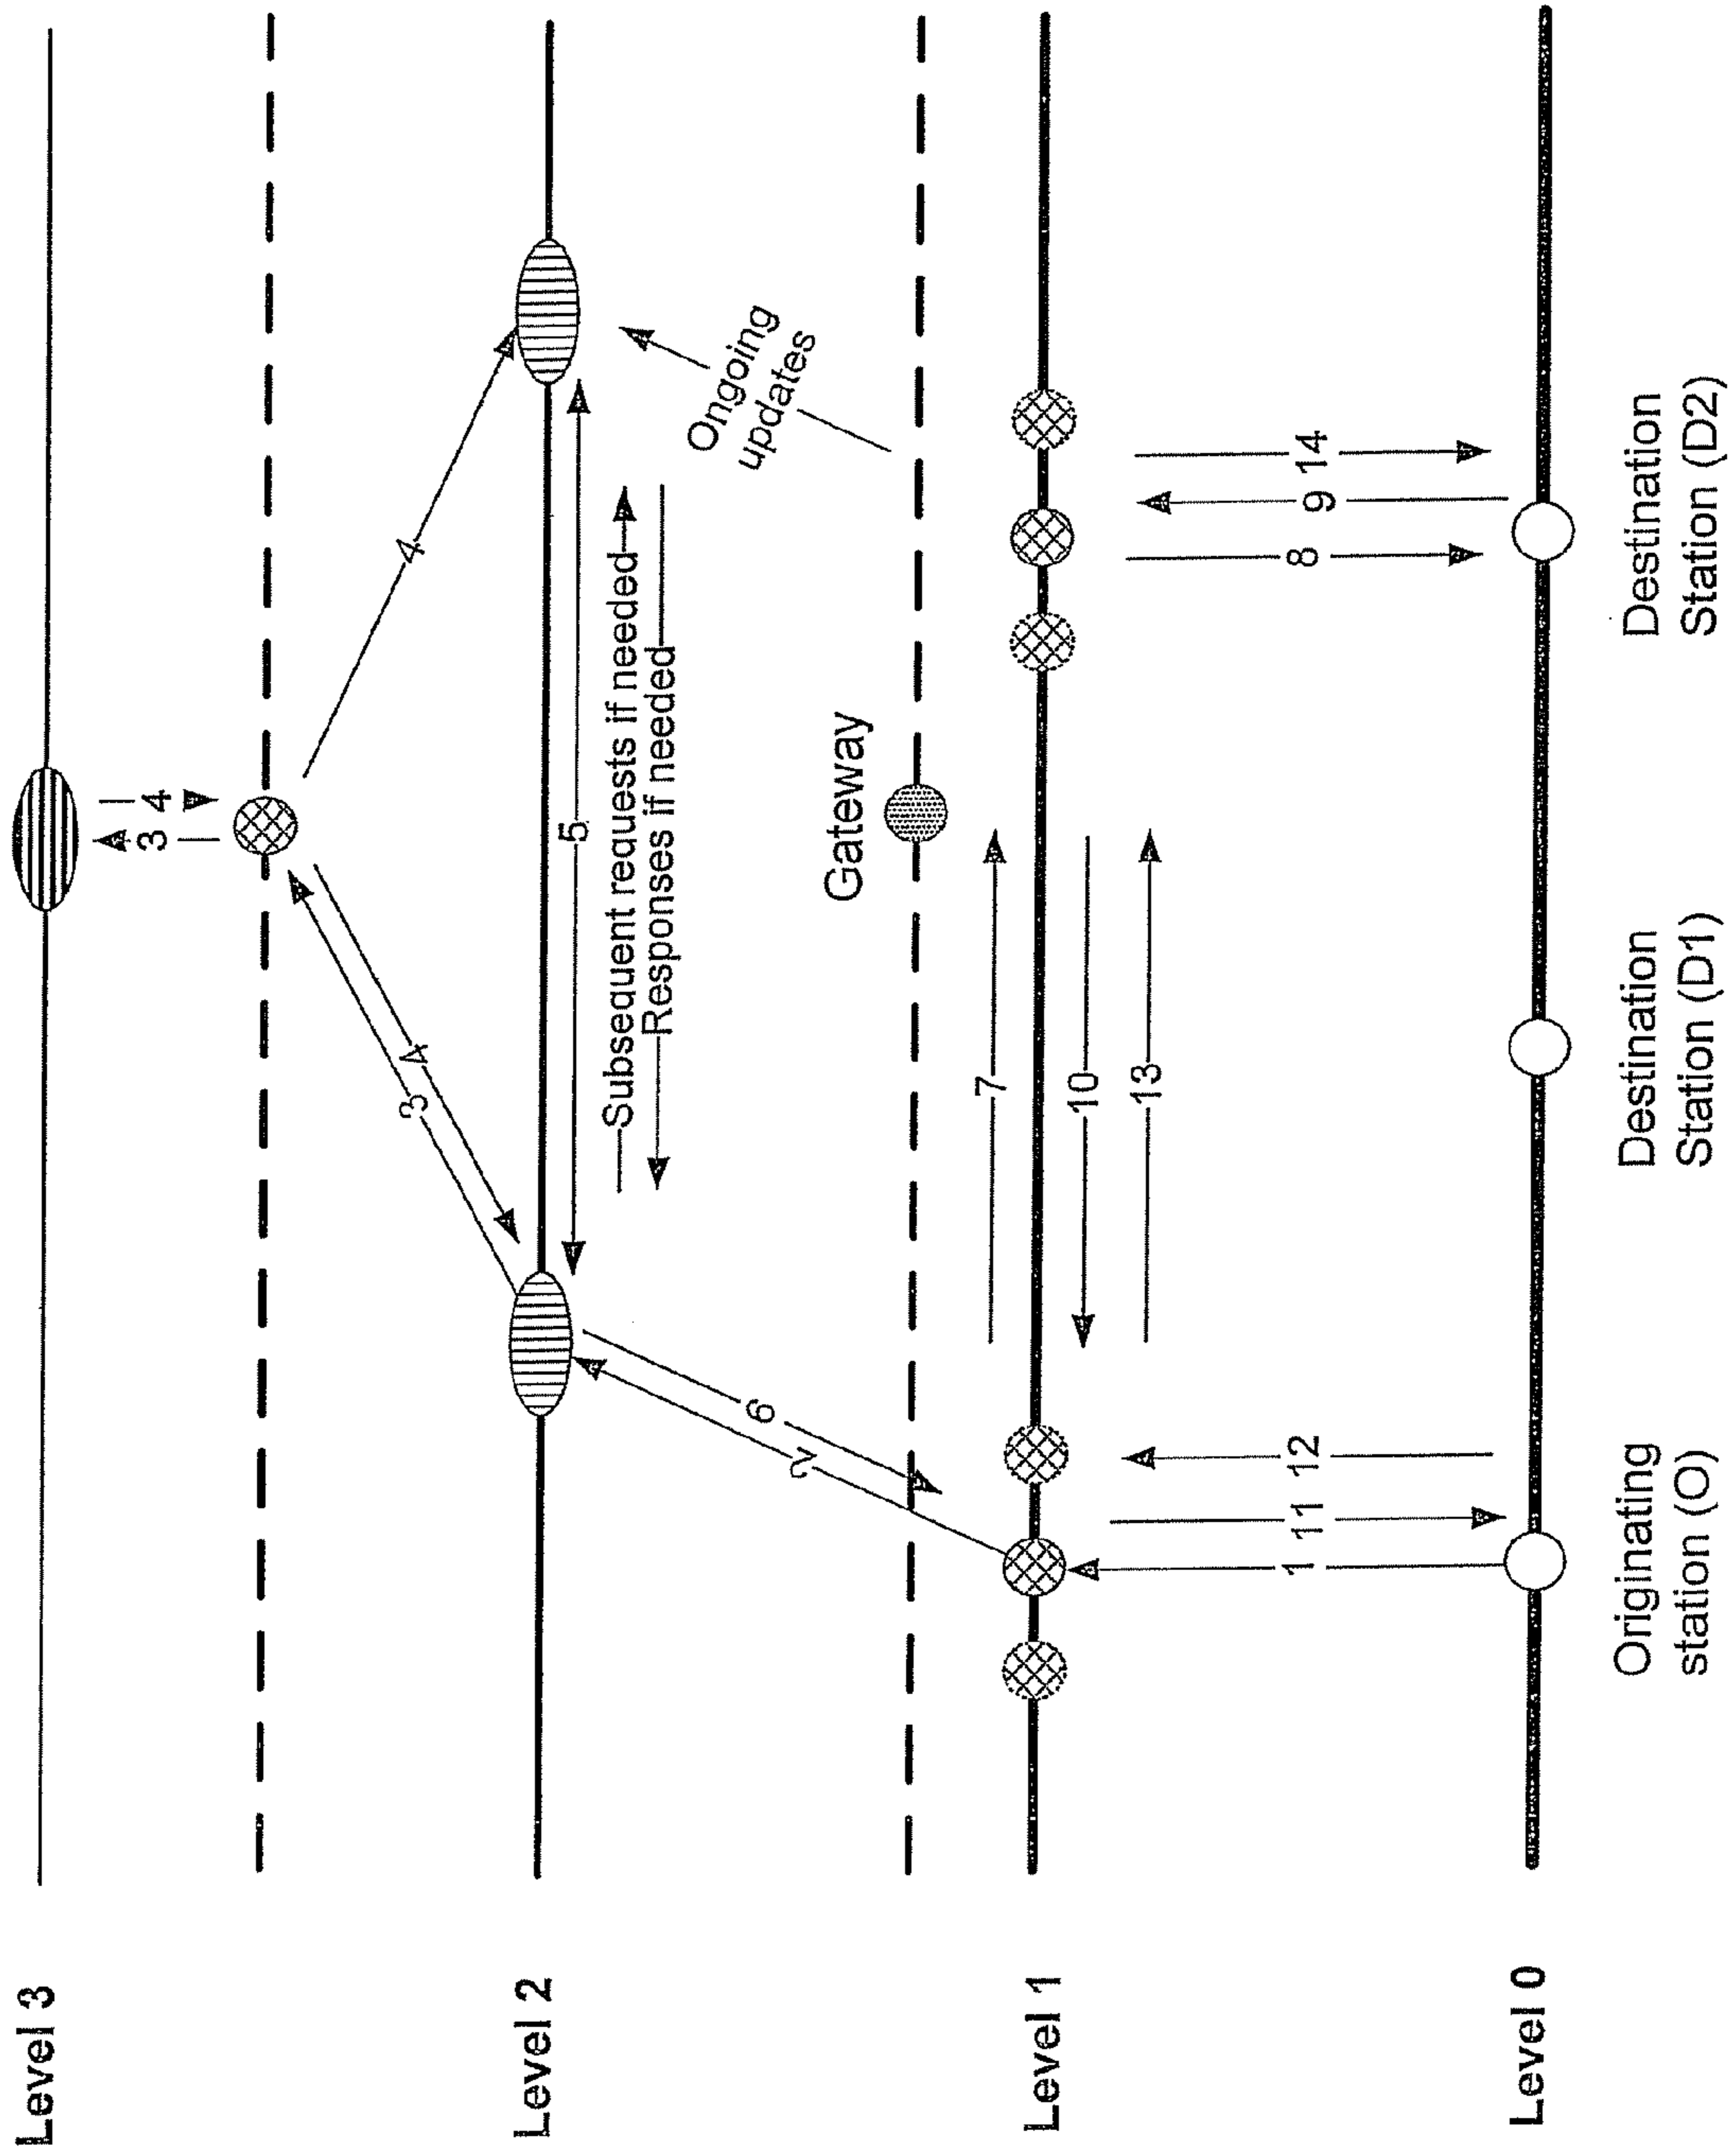 Level 3
3
4
3
4
4
Level 2
5
Subsequent requests if needed
Responses if needed
Ongoing
updates
2
6
Gateway
Level 1
7
10
13
1
11
12
8
9
14
Level 0
Originating
station (O)
Destination
Station (D1)
Destination
Station (D2)